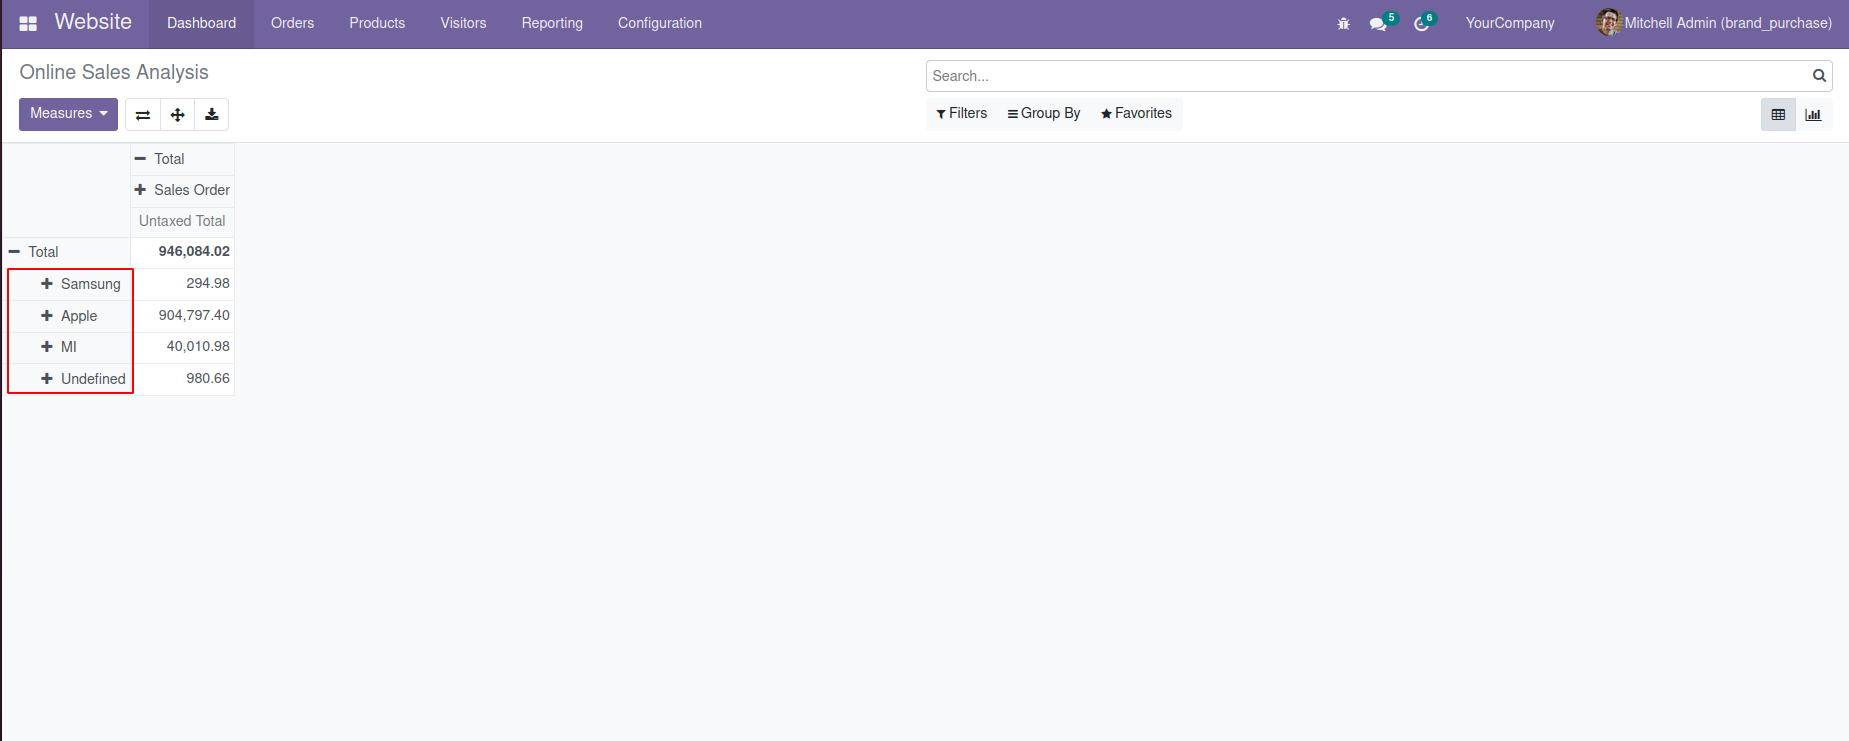 Website Dashboard Orders Products Visitors Reporting Configuration 5 6 YourCompany Mitchell Admin (brand_purchase)
Online Sales Analysis
Search...
Measures
Filters Group By Favorites
Total
Sales Order
Untaxed Total
Total 946,084.02
Samsung 294.98
Apple 904,797.40
MI 40,010.98
Undefined 980.66